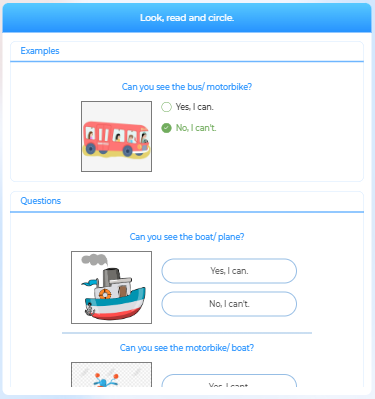 Look, read and circle.
Examples
Can you see the bus/ motorbike?
Yes, I can.
No, I can't.
Questions
Can you see the boat/ plane?
Yes, I can.
No, I can't.
Can you see the motorbike/ boat?
Yes, I cant.